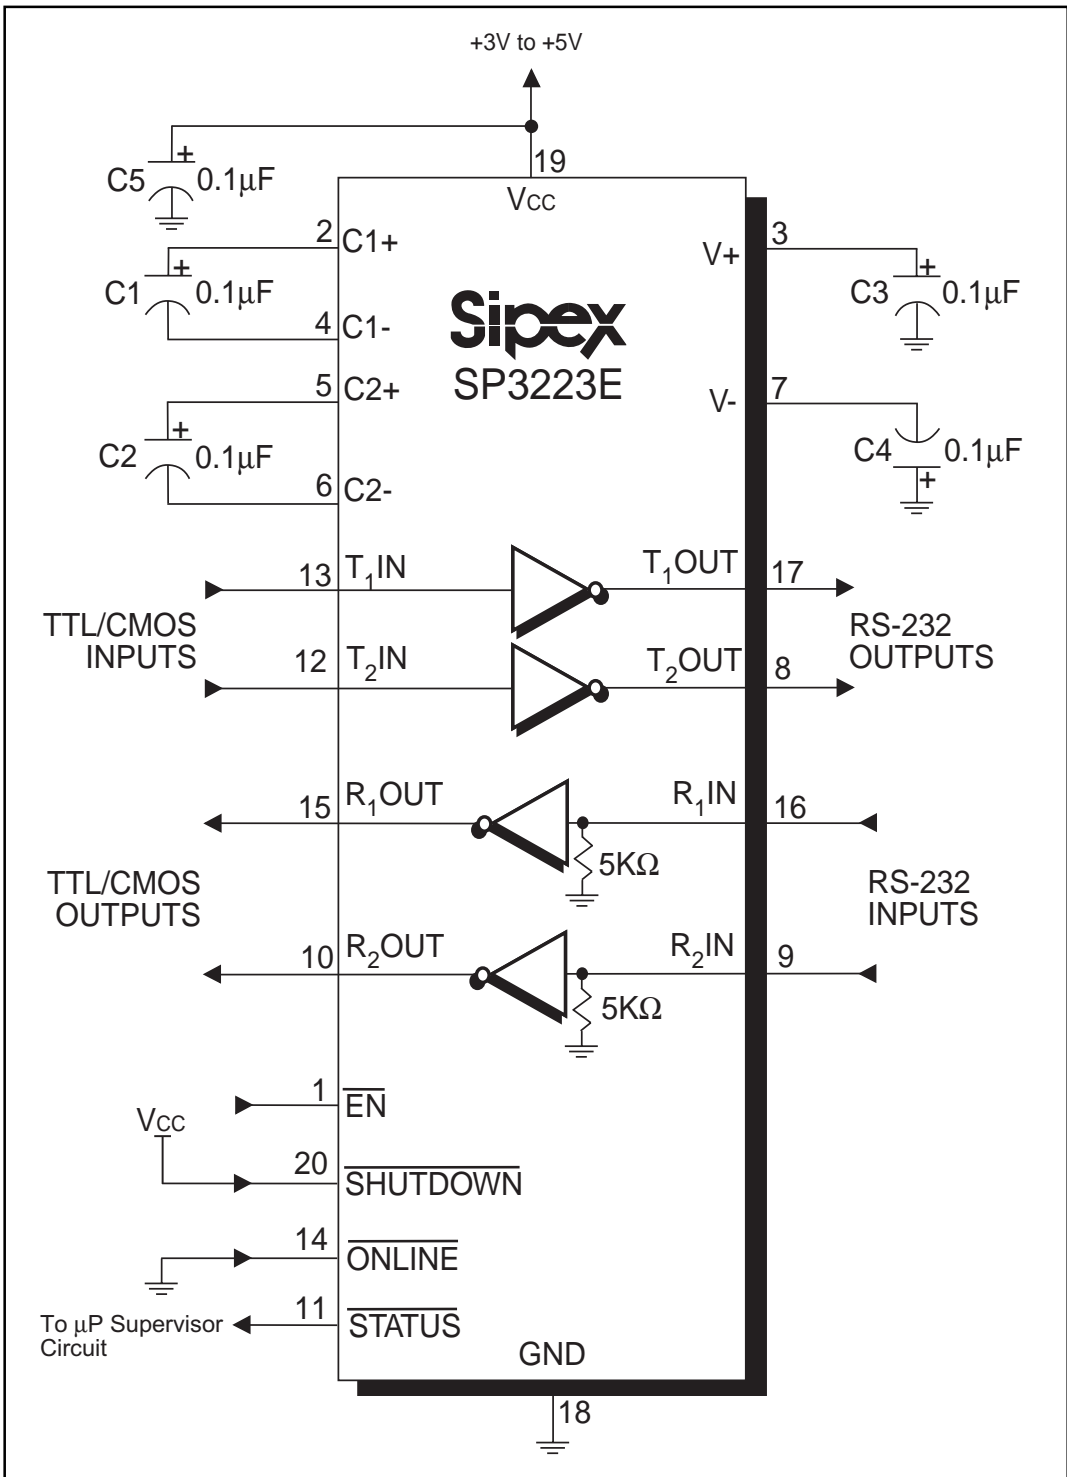 +3V to +5V
19
VCC
C5 + 0.1μF
2 C1+
C1 + 0.1μF
4 C1-
5 C2+
C2 + 0.1μF
6 C2-
Sipex
SP3223E
V+ 3
C3 + 0.1μF
V- 7
C4 0.1μF
+
13 T1IN
T1OUT 17
TTL/CMOS
INPUTS
12 T2IN
T2OUT 8
RS-232
OUTPUTS
15 R1OUT
R1IN 16
5KΩ
TTL/CMOS
OUTPUTS
RS-232
INPUTS
10 R2OUT
R2IN 9
5KΩ
1 EN
VCC
20 SHUTDOWN
14 ONLINE
11 STATUS
To μP Supervisor
Circuit
GND
18